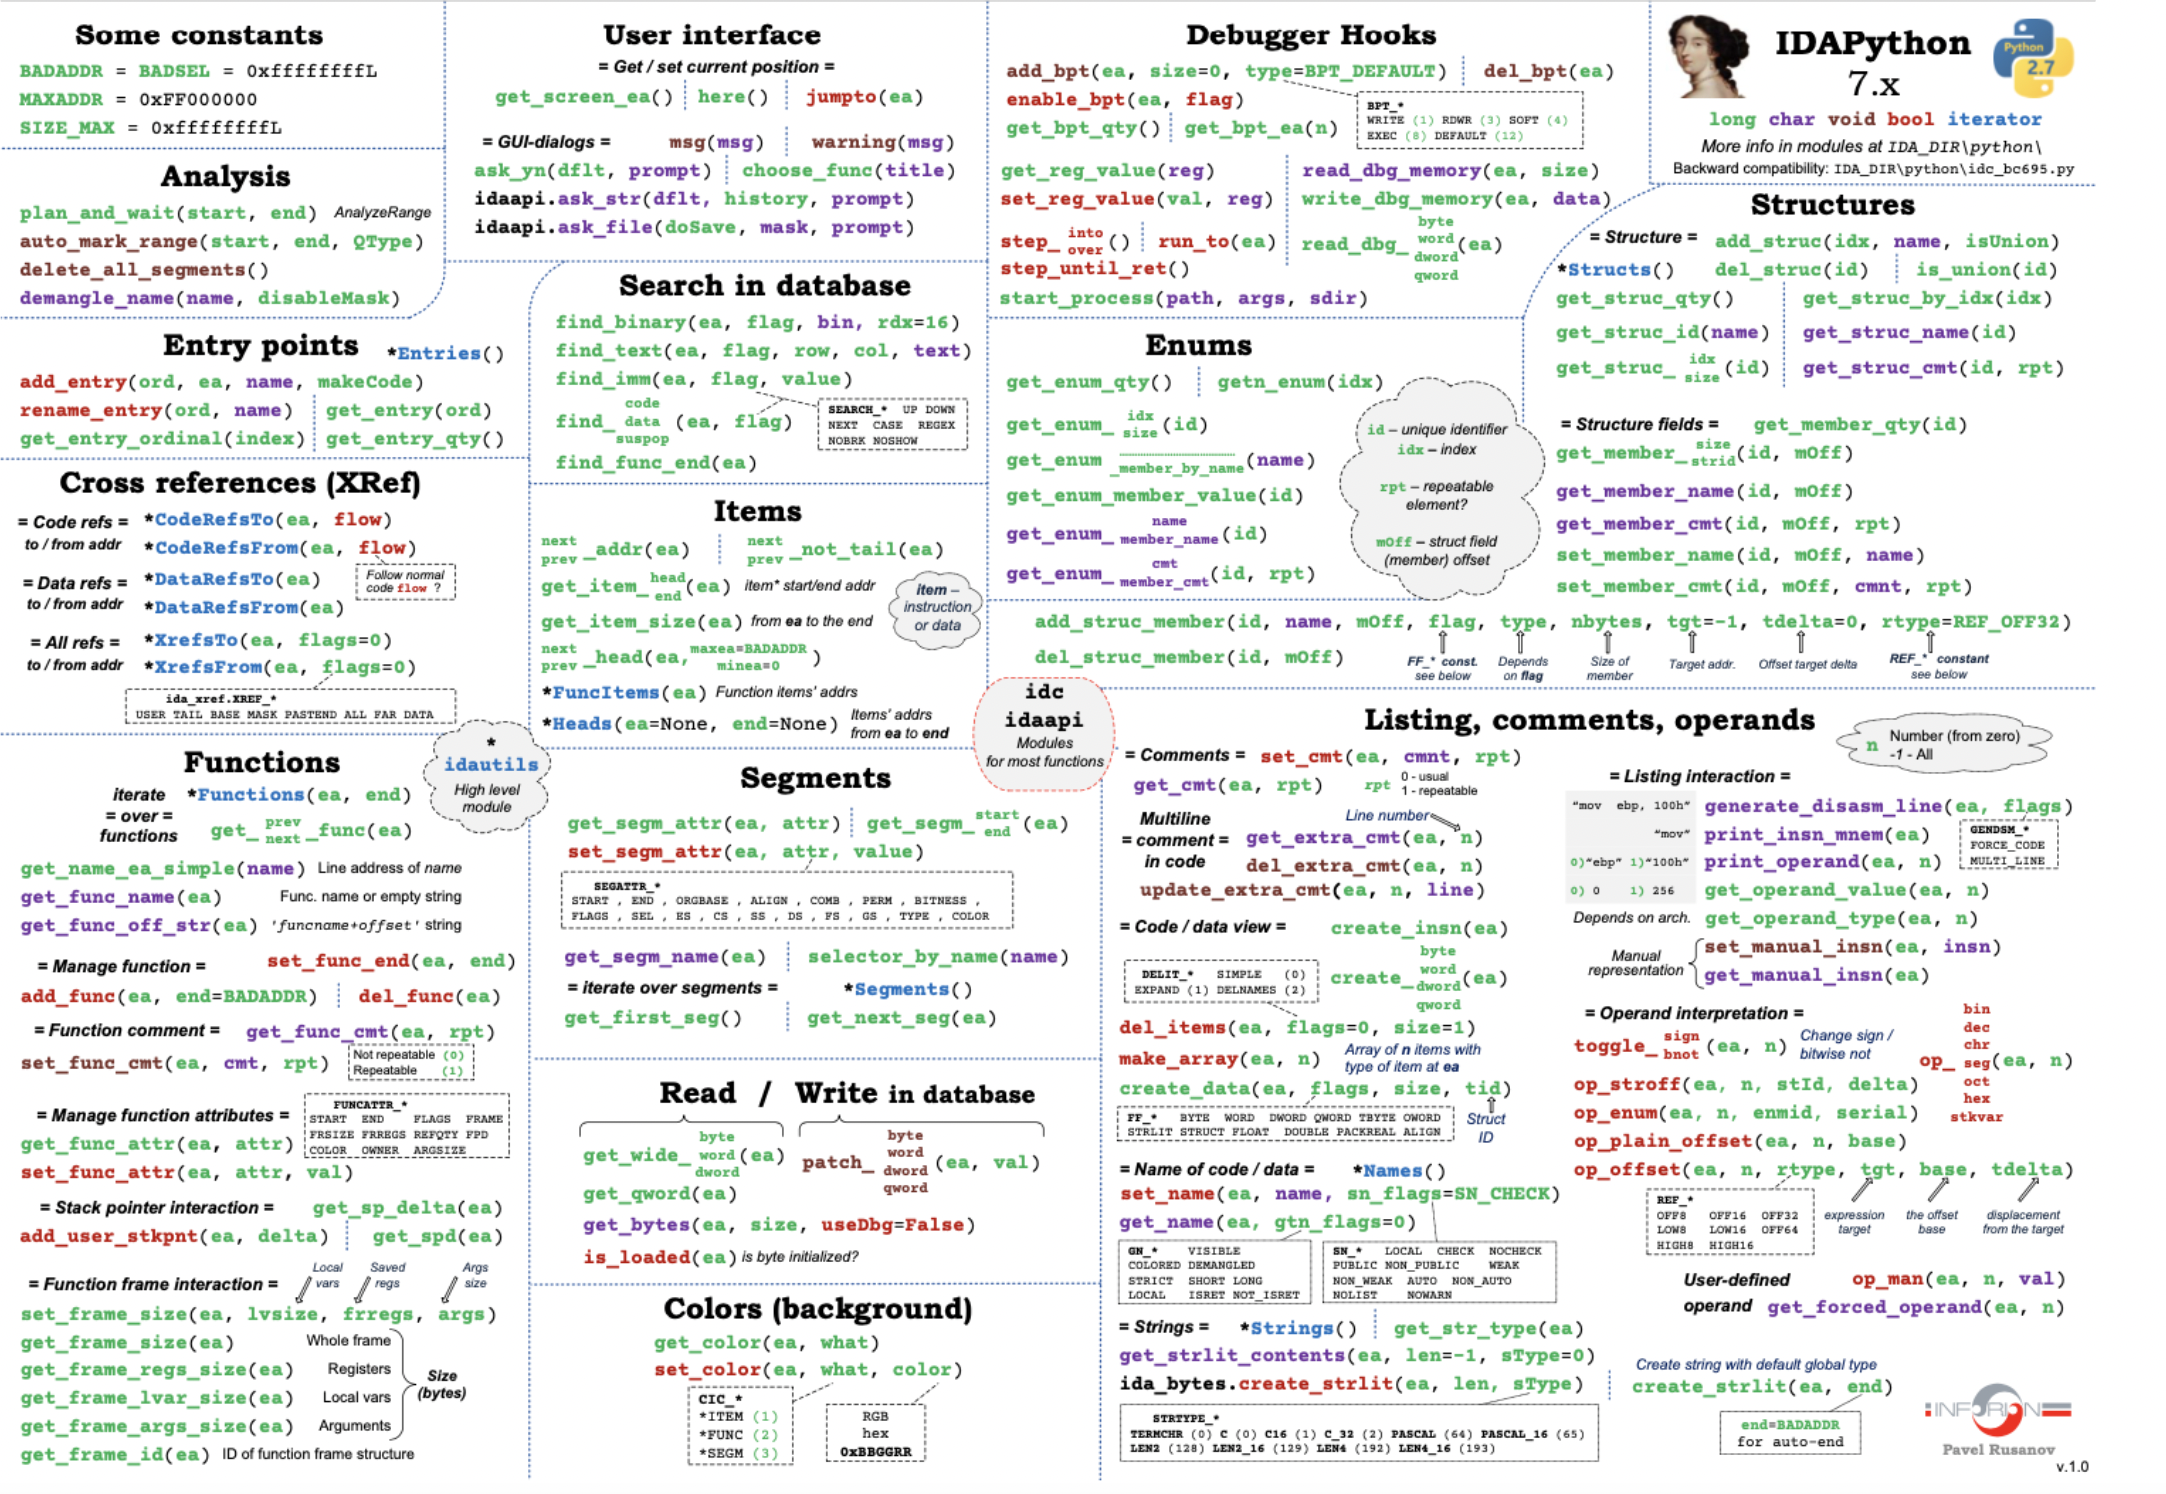 Some constants
BADADDR = BADSEL = 0xffffffffL
MAXADDR = 0xFF000000
SIZE_MAX = 0xffffffffL
Analysis
plan_and_wait(start, end) AnalyzeRange
auto_mark_range(start, end, QType)
delete_all_segments()
demangle_name(name, disableMask)
Entry points *Entries()
add_entry(ord, ea, name, makeCode)
rename_entry(ord, name) get_entry(ord)
get_entry_ordinal(index) get_entry_qty()
Cross references (XRef)
= Code refs = *CodeRefsTo(ea, flow)
to / from addr *CodeRefsFrom(ea, flow)
Follow normal
code flow ?
= Data refs = *DataRefsTo(ea)
to / from addr *DataRefsFrom(ea)
= All refs = *XrefsTo(ea, flags=0)
to / from addr *XrefsFrom(ea, flags=0)
ida_xref.XREF_*
USER TAIL BASE MASK PASTEND ALL FAR DATA
*
idautils
High level
module
Functions
iterate
= over =
functions
*Functions(ea, end)
get_ prev next _func(ea)
get_name_ea_simple(name) Line address of name
get_func_name(ea) Func. name or empty string
get_func_off_str(ea) 'funcname+offset' string
= Manage function = set_func_end(ea, end)
add_func(ea, end=BADADDR) del_func(ea)
= Function comment = get_func_cmt(ea, rpt)
set_func_cmt(ea, cmt, rpt)
Not repeatable (0)
Repeatable (1)
= Manage function attributes =
get_func_attr(ea, attr)
set_func_attr(ea, attr, val)
FUNCATTR_*
START END FLAGS FRAME
FRSIZE FRREGS REFQTY FPD
COLOR OWNER ARGSIZE
= Stack pointer interaction = get_sp_delta(ea)
add_user_stkpnt(ea, delta) get_spd(ea)
= Function frame interaction =
Local
vars
Saved
regs
Args
size
set_frame_size(ea, lvsize, frregs, args)
get_frame_size(ea) Whole frame
get_frame_regs_size(ea) Registers
get_frame_lvar_size(ea) Local vars
get_frame_args_size(ea) Arguments
Size
(bytes)
get_frame_id(ea) ID of function frame structure
User interface
= Get / set current position =
get_screen_ea() here() jumpto(ea)
= GUI-dialogs = msg(msg) warning(msg)
ask_yn(dflt, prompt) choose_func(title)
idaapi.ask_str(dflt, history, prompt)
idaapi.ask_file(doSave, mask, prompt)
Search in database
find_binary(ea, flag, bin, rdx=16)
find_text(ea, flag, row, col, text)
find_imm(ea, flag, value)
find_ code data suspop (ea, flag)
SEARCH_* UP DOWN
NEXT CASE REGEX
NOBRK NOSHOW
find_func_end(ea)
Items
next prev _addr(ea) next prev _not_tail(ea)
get_item_ head end (ea) item* start/end addr
get_item_size(ea) from ea to the end
item –
instruction
or data
next prev _head(ea, maxea=BADADDR minea=0 )
*FuncItems(ea) Function items' addrs
*Heads(ea=None, end=None)
Items' addrs
from ea to end
idc
idaapi
Modules
for most functions
Segments
get_segm_attr(ea, attr) get_segm_ start end (ea)
set_segm_attr(ea, attr, value)
SEGATTR_*
START , END , ORGBASE , ALIGN , COMB , PERM , BITNESS ,
FLAGS , SEL , ES , CS , SS , DS , FS , GS , TYPE , COLOR
get_segm_name(ea) selector_by_name(name)
= iterate over segments = *Segments()
get_first_seg() get_next_seg(ea)
Read / Write in database
get_wide_ byte word dword (ea)
patch_ byte word dword qword (ea, val)
get_qword(ea)
get_bytes(ea, size, useDbg=False)
is_loaded(ea) is byte initialized?
Colors (background)
get_color(ea, what)
set_color(ea, what, color)
CIC_*
*ITEM (1)
*FUNC (2)
*SEGM (3)
RGB
hex
0xBBGGRR
Debugger Hooks
add_bpt(ea, size=0, type=BPT_DEFAULT) del_bpt(ea)
enable_bpt(ea, flag)
get_bpt_qty() get_bpt_ea(n)
BPT_*
WRITE (1) RDWR (3) SOFT (4)
EXEC (8) DEFAULT (12)
get_reg_value(reg) read_dbg_memory(ea, size)
set_reg_value(val, reg) write_dbg_memory(ea, data)
step_ into over () run_to(ea) read_dbg_ byte word dword qword (ea)
step_until_ret()
start_process(path, args, sdir)
Enums
get_enum_qty() getn_enum(idx)
get_enum_ idx size (id)
get_enum _member_by_name (name)
get_enum_member_value(id)
get_enum_ name member_name (id)
get_enum_ cmt member_cmt (id, rpt)
id – unique identifier
idx – index
rpt – repeatable
element?
mOff – struct field
(member) offset
IDAPython
7.x
Python
2.7
long char void bool iterator
More info in modules at IDA_DIR\python\
Backward compatibility: IDA_DIR\python\idc_bc695.py
Structures
= Structure = add_struc(idx, name, isUnion)
*Structs() del_struc(id) is_union(id)
get_struc_qty() get_struc_by_idx(idx)
get_struc_id(name) get_struc_name(id)
get_struc_ idx size (id) get_struc_cmt(id, rpt)
= Structure fields = get_member_qty(id)
get_member_ size strid (id, mOff)
get_member_name(id, mOff)
get_member_cmt(id, mOff, rpt)
set_member_name(id, mOff, name)
set_member_cmt(id, mOff, cmnt, rpt)
add_struc_member(id, name, mOff, flag, type, nbytes, tgt=-1, tdelta=0, rtype=REF_OFF32)
del_struc_member(id, mOff)
FF_* const.
see below
Depends
on flag
Size of
member
Target addr.
Offset target delta
REF_* constant
see below
Listing, comments, operands
n Number (from zero)
-1 - All
= Comments = set_cmt(ea, cmnt, rpt)
get_cmt(ea, rpt) rpt
0 - usual
1 - repeatable
Multiline
= comment =
in code
Line number
get_extra_cmt(ea, n)
del_extra_cmt(ea, n)
update_extra_cmt(ea, n, line)
= Code / data view = create_insn(ea)
create_ byte word dword qword (ea)
DELIT_* SIMPLE (0)
EXPAND (1) DELNAMES (2)
del_items(ea, flags=0, size=1)
make_array(ea, n)
Array of n items with
type of item at ea
create_data(ea, flags, size, tid)
FF_* BYTE WORD DWORD QWORD TBYTE OWORD
STRLIT STRUCT FLOAT DOUBLE PACKREAL ALIGN
Struct
ID
= Name of code / data = *Names()
set_name(ea, name, sn_flags=SN_CHECK)
get_name(ea, gtn_flags=0)
GN_* VISIBLE
COLORED DEMANGLED
STRICT SHORT LONG
LOCAL ISRET NOT_ISRET
SN_* LOCAL CHECK NOCHECK
PUBLIC NON_PUBLIC WEAK
NON_WEAK AUTO NON_AUTO
NOLIST NOWARN
= Strings = *Strings() get_str_type(ea)
get_strlit_contents(ea, len=-1, sType=0)
ida_bytes.create_strlit(ea, len, sType)
STRTYPE_*
TERMCHR (0) C (0) C16 (1) C_32 (2) PASCAL (64) PASCAL_16 (65)
LEN2 (128) LEN2_16 (129) LEN4 (192) LEN4_16 (193)
= Listing interaction =
"mov ebp, 100h" generate_disasm_line(ea, flags)
"mov" print_insn_mnem(ea)
0)"ebp" 1)"100h" print_operand(ea, n)
0) 0 1) 256 get_operand_value(ea, n)
GENDSM_*
FORCE_CODE
MULTI_LINE
Depends on arch. get_operand_type(ea, n)
Manual
representation
set_manual_insn(ea, insn)
get_manual_insn(ea)
= Operand interpretation =
toggle_ sign bnot (ea, n)
Change sign /
bitwise not
op_ bin dec chr seg oct hex stkvar (ea, n)
op_stroff(ea, n, stId, delta)
op_enum(ea, n, enmid, serial)
op_plain_offset(ea, n, base)
op_offset(ea, n, rtype, tgt, base, tdelta)
REF_*
OFF8 OFF16 OFF32
LOW8 LOW16 OFF64
HIGH8 HIGH16
expression
target
the offset
base
displacement
from the target
User-defined op_man(ea, n, val)
operand get_forced_operand(ea, n)
Create string with default global type
create_strlit(ea, end)
end=BADADDR
for auto-end
INFORION
Pavel Rusanov
v.1.0